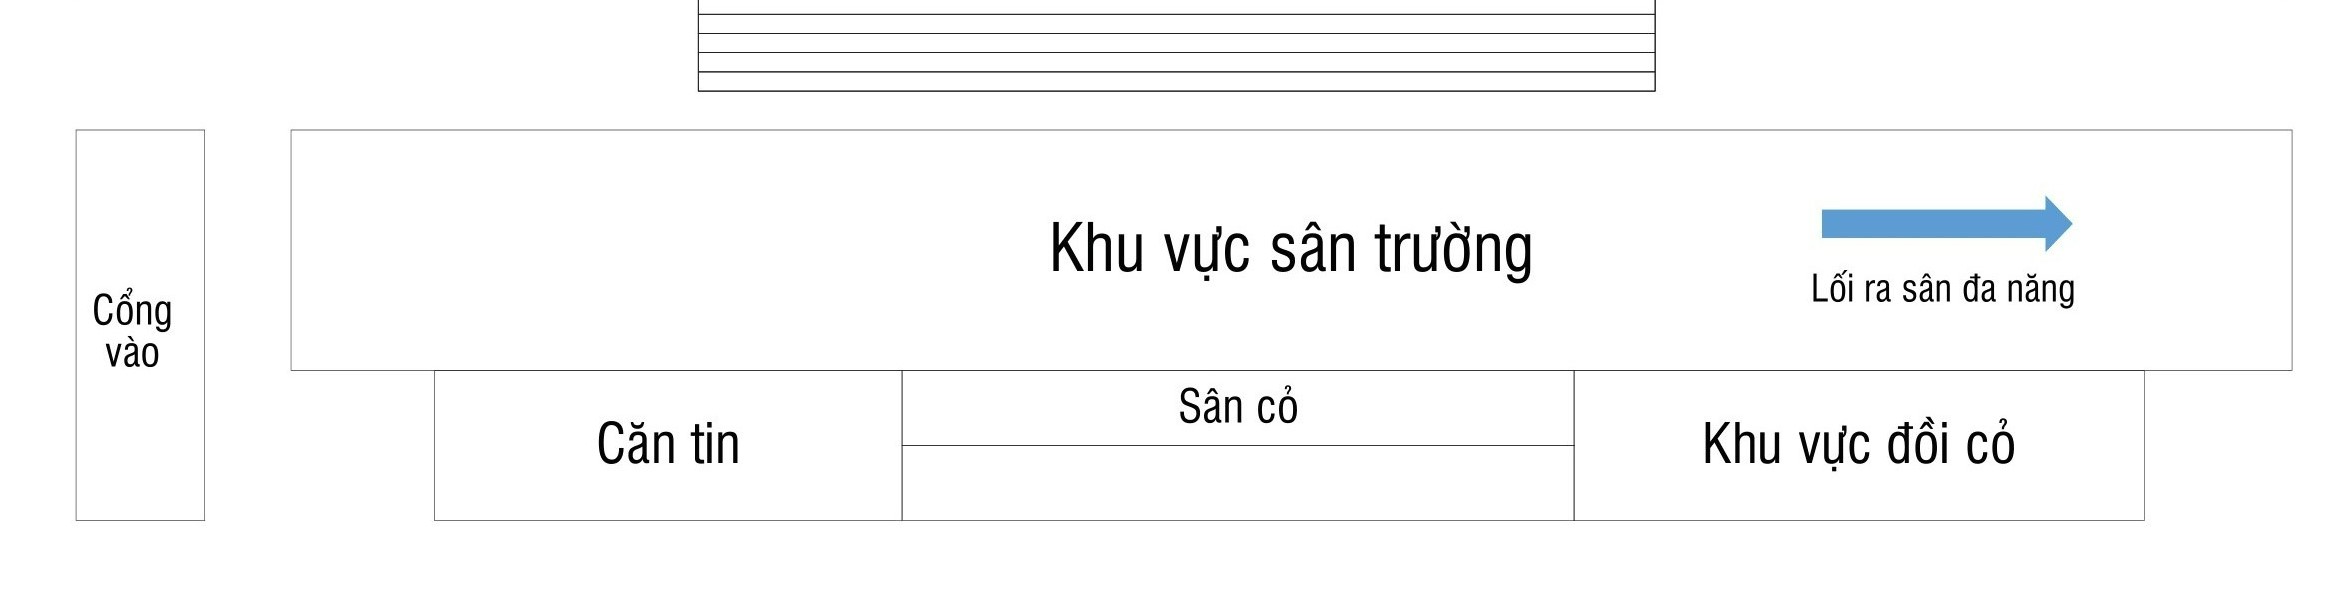 Khu vực sân trường
Lối ra sân đa năng
Cổng
vào
Sân cỏ
Căn tin
Khu vực đồi cỏ